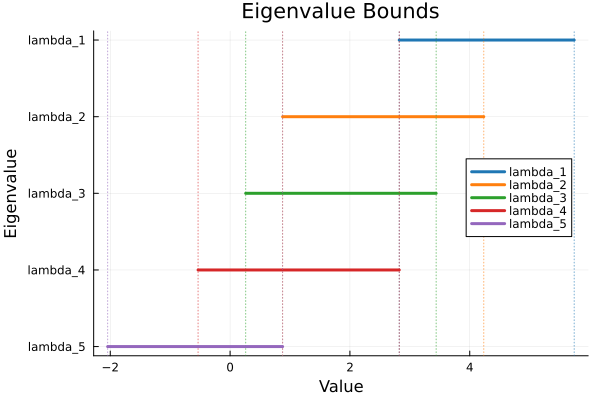 Eigenvalue Bounds
lambda_1
lambda_2
lambda_3
lambda_4
lambda_5
Eigenvalue
lambda_1
lambda_2
lambda_3
lambda_4
lambda_5
−2 0 2 4
Value